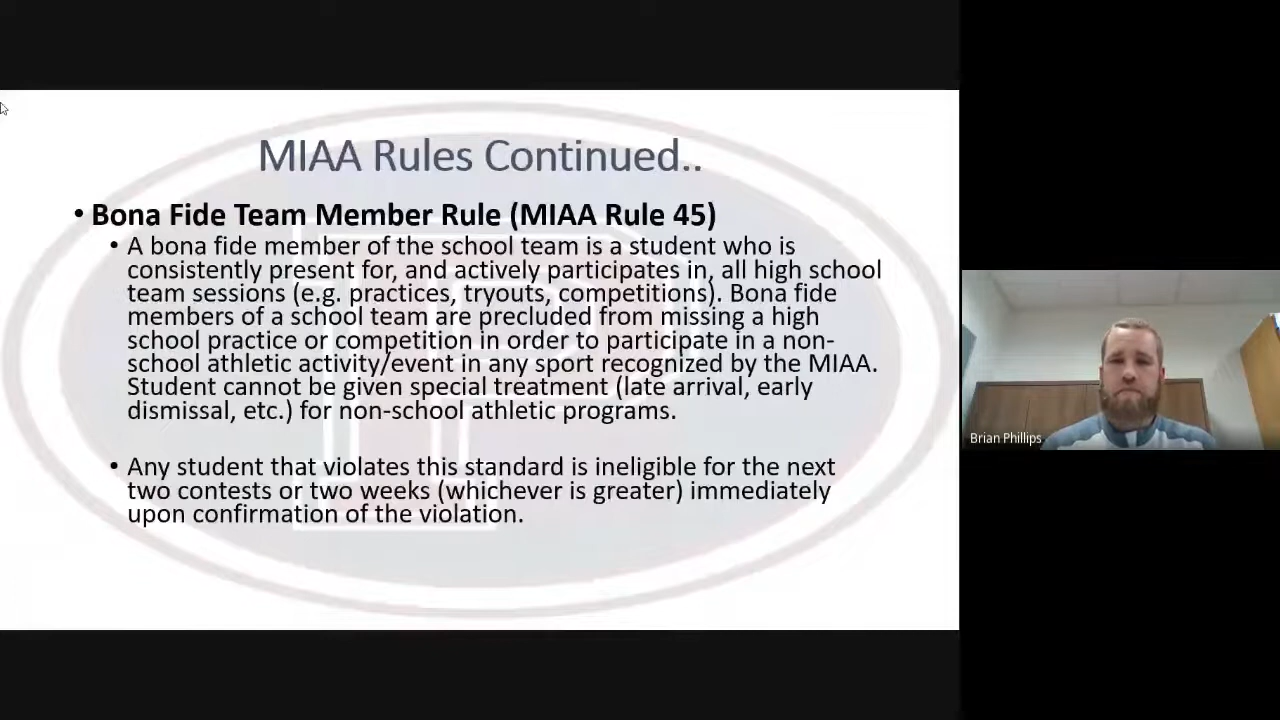 MIAA Rules Continued..
• Bona Fide Team Member Rule (MIAA Rule 45)
• A bona fide member of the school team is a student who is
consistently present for, and actively participates in, all high school
team sessions (e.g. practices, tryouts, competitions). Bona fide
members of a school team are precluded from missing a high
school practice or competition in order to participate in a non-
school athletic activity/event in any sport recognized by the MIAA.
Student cannot be given special treatment (late arrival, early
dismissal, etc.) for non-school athletic programs.
• Any student that violates this standard is ineligible for the next
two contests or two weeks (whichever is greater) immediately
upon confirmation of the violation.
Brian Phillips